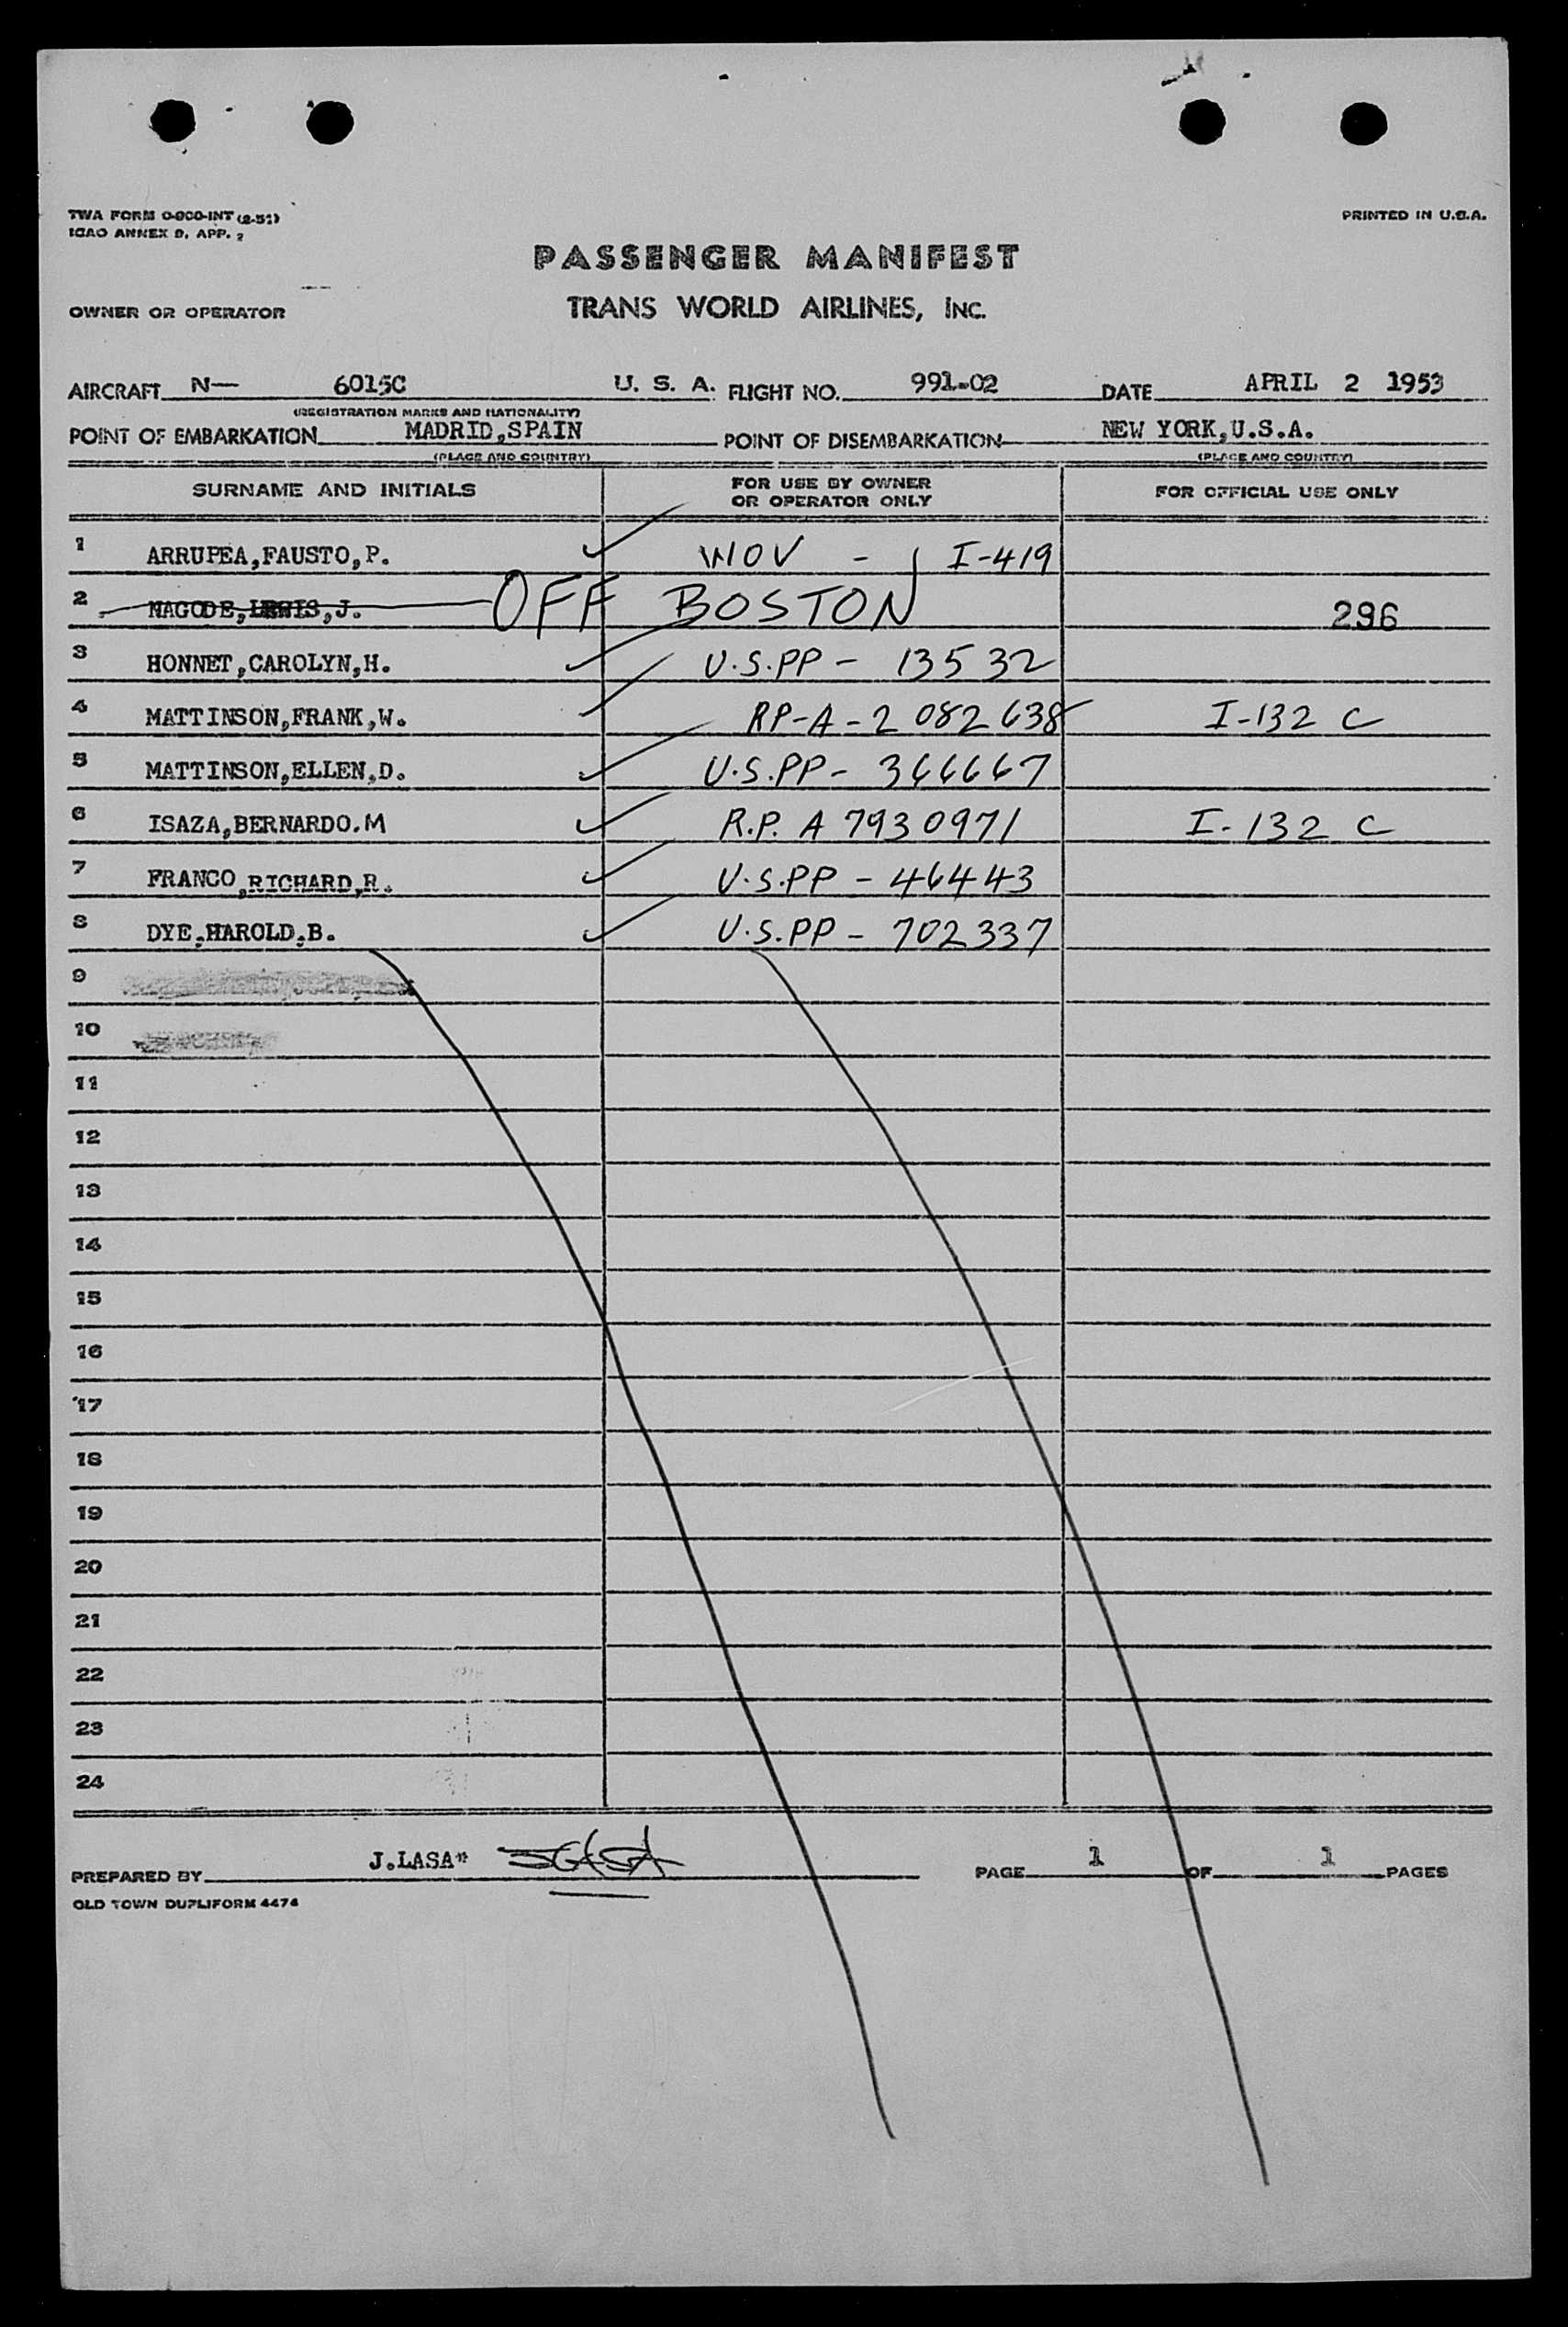 TWA FORM O-900-INT (2-51)
ICAO ANNEX 9, APP. 2
PRINTED IN U.S.A.
PASSENGER MANIFEST
OWNER OR OPERATOR
TRANS WORLD AIRLINES, INC.
AIRCRAFT N— 6015C U. S. A. FLIGHT NO. 991-02 DATE APRIL 2 1953
(REGISTRATION MARKS AND NATIONALITY)
POINT OF EMBARKATION MADRID,SPAIN POINT OF DISEMBARKATION NEW YORK,U.S.A.
(PLACE AND COUNTRY) (PLACE AND COUNTRY)
SURNAME AND INITIALS FOR USE BY OWNER OR OPERATOR ONLY FOR OFFICIAL USE ONLY
1 ARRUPEA,FAUSTO,P. WOV - I-419
2 MAGODE,LEWIS,J. OFF BOSTON 296
3 HONNET,CAROLYN,H. U.S.PP - 13532
4 MATTINSON,FRANK,W. RP-A-2 082 638 I-132 C
5 MATTINSON,ELLEN,D. U.S.PP- 366667
6 ISAZA,BERNARDO.M R.P. A 7930971 I-132 C
7 FRANCO,RICHARD,R. U.S.PP - 46443
8 DYE,HAROLD,B. U.S.PP - 702337
9
10
11
12
13
14
15
16
17
18
19
20
21
22
23
24
PREPARED BY J.LASA" PAGE 1 OF 1 PAGES
OLD TOWN DUPLIFORM 4474